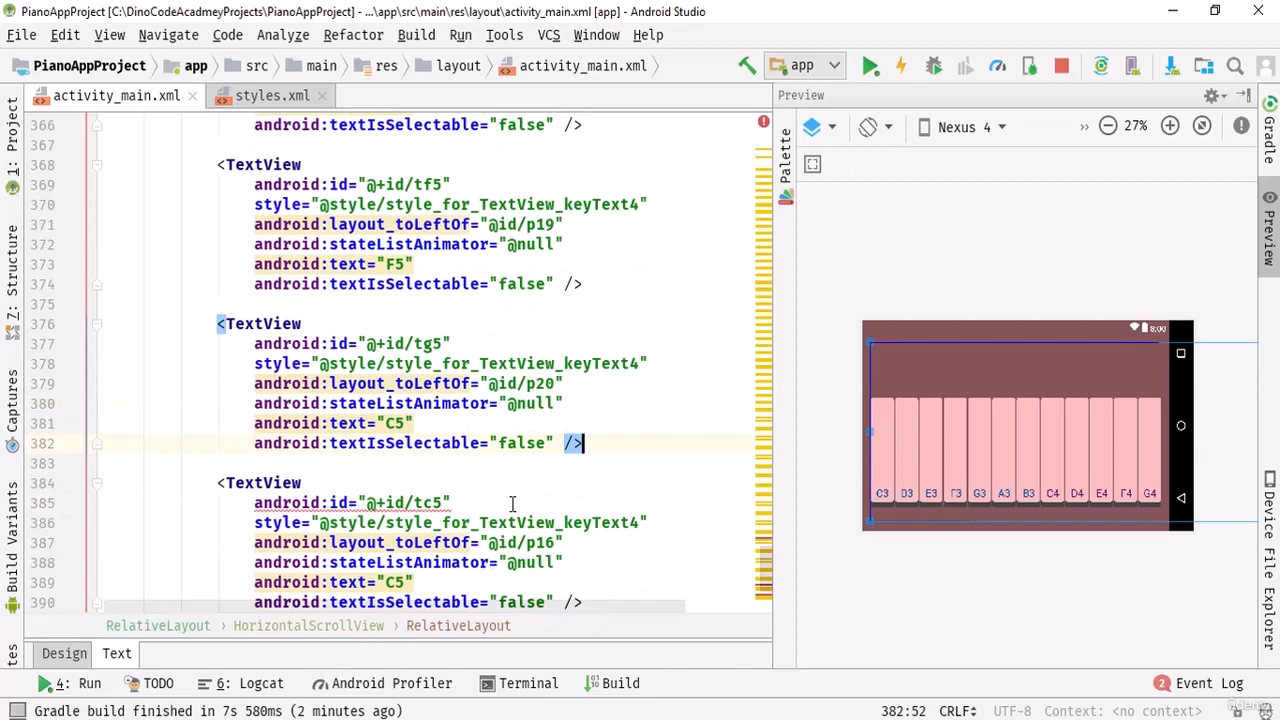 PianoAppProject [C:\DinoCodeAcadmeyProjects\PianoAppProject] - ...\app\src\main\res\layout\activity_main.xml [app] - Android Studio
File Edit View Navigate Code Analyze Refactor Build Run Tools VCS Window Help
PianoAppProject app src main res layout activity_main.xml app
activity_main.xml styles.xml Preview
366 android:textIsSelectable="false" />
367
368 <TextView
369 android:id="@+id/tf5"
370 style="@style/style_for_TextView_keyText4"
371 android:layout_toLeftOf="@id/p19"
372 android:stateListAnimator="@null"
373 android:text="F5"
374 android:textIsSelectable="false" />
375
376 <TextView
377 android:id="@+id/tg5"
378 style="@style/style_for_TextView_keyText4"
379 android:layout_toLeftOf="@id/p20"
380 android:stateListAnimator="@null"
381 android:text="C5"
382 android:textIsSelectable="false" />
383
384 <TextView
385 android:id="@+id/tc5"
386 style="@style/style_for_TextView_keyText4"
387 android:layout_toLeftOf="@id/p16"
388 android:stateListAnimator="@null"
389 android:text="C5"
390 android:textIsSelectable="false" />
RelativeLayout HorizontalScrollView RelativeLayout
Design Text
1: Project
7: Structure
Captures
Build Variants
Palette
Nexus 4 27%
8:00
C3 D3 E3 F3 G3 A3 B3 C4 D4 E4 F4 G4
Gradle
Preview
Device File Explorer
4: Run TODO 6: Logcat Android Profiler Terminal Build 2 Event Log
Gradle build finished in 7s 580ms (2 minutes ago) 382:52 CRLF UTF-8 Context: <no context>